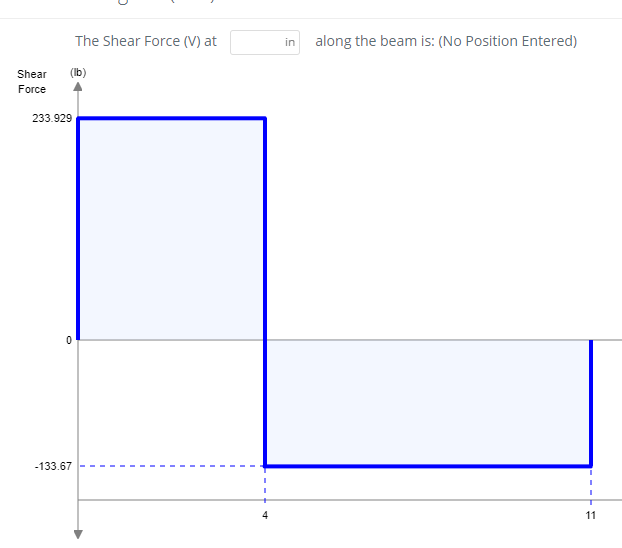 The Shear Force (V) at in along the beam is: (No Position Entered)
Shear (lb)
Force
233.929
0
-133.67
4 11